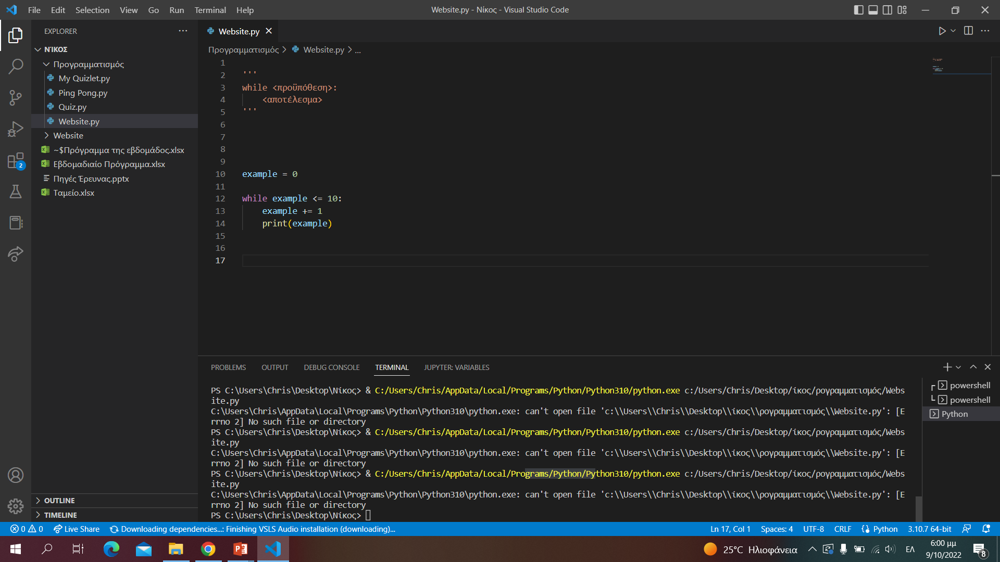 File Edit Selection View Go Run Terminal Help
Website.py - Νίκος - Visual Studio Code
EXPLORER
ΝΊΚΟΣ
Προγραμματισμός
My Quizlet.py
Ping Pong.py
Quiz.py
Website.py
Website
~$Πρόγραμμα της εβδομάδος.xlsx
Εβδομαδιαίο Πρόγραμμα.xlsx
Πηγές Έρευνας.pptx
Ταμείο.xlsx
OUTLINE
TIMELINE
2
Website.py
Προγραμματισμός > Website.py > ...
1
2 '''
3 while <προϋπόθεση>:
4 <αποτέλεσμα>
5 '''
6
7
8
9
10 example = 0
11
12 while example <= 10:
13 example += 1
14 print(example)
15
16
17
PROBLEMS OUTPUT DEBUG CONSOLE TERMINAL JUPYTER: VARIABLES
PS C:\Users\Chris\Desktop\Νίκος> & C:/Users/Chris/AppData/Local/Programs/Python/Python310/python.exe c:/Users/Chris/Desktop/ίκος/ρογραμματισμός/Webs
ite.py
C:\Users\Chris\AppData\Local\Programs\Python\Python310\python.exe: can't open file 'c:\\Users\\Chris\\Desktop\\ίκος\\ρογραμματισμός\\Website.py': [E
rrno 2] No such file or directory
PS C:\Users\Chris\Desktop\Νίκος> & C:/Users/Chris/AppData/Local/Programs/Python/Python310/python.exe c:/Users/Chris/Desktop/ίκος/ρογραμματισμός/Webs
ite.py
C:\Users\Chris\AppData\Local\Programs\Python\Python310\python.exe: can't open file 'c:\\Users\\Chris\\Desktop\\ίκος\\ρογραμματισμός\\Website.py': [E
rrno 2] No such file or directory
PS C:\Users\Chris\Desktop\Νίκος> & C:/Users/Chris/AppData/Local/Programs/Python/Python310/python.exe c:/Users/Chris/Desktop/ίκος/ρογραμματισμός/Webs
ite.py
C:\Users\Chris\AppData\Local\Programs\Python\Python310\python.exe: can't open file 'c:\\Users\\Chris\\Desktop\\ίκος\\ρογραμματισμός\\Website.py': [E
rrno 2] No such file or directory
PS C:\Users\Chris\Desktop\Νίκος>
powershell
powershell
Python
0 0 Live Share Downloading dependencies...: Finishing VSLS Audio installation (downloading)... Ln 17, Col 1 Spaces: 4 UTF-8 CRLF Python 3.10.7 64-bit
25°C Ηλιοφάνεια ΕΛ 6:00 μμ
9/10/2022 8